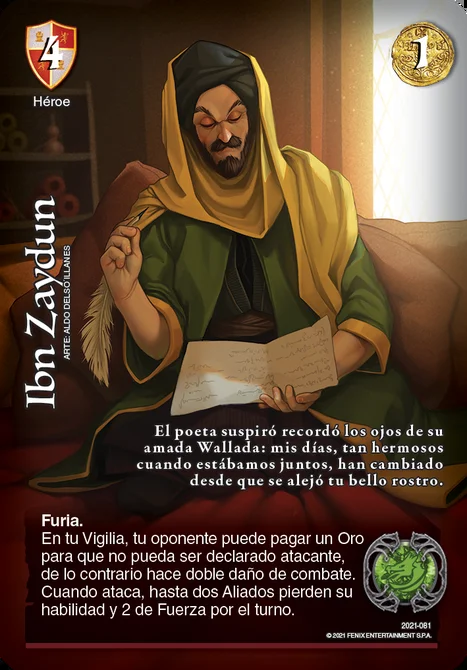 4
1
Héroe
Ibn Zaydun
ARTE: ALDO DELSO´ILLANES
El poeta suspiró recordó los ojos de su
amada Wallada: mis días, tan hermosos
cuando estábamos juntos, han cambiado
desde que se alejó tu bello rostro.
Furia.
En tu Vigilia, tu oponente puede pagar un Oro
para que no pueda ser declarado atacante,
de lo contrario hace doble daño de combate.
Cuando ataca, hasta dos Aliados pierden su
habilidad y 2 de Fuerza por el turno.
2021-081
© 2021 FENIX ENTERTAINMENT S.P.A.